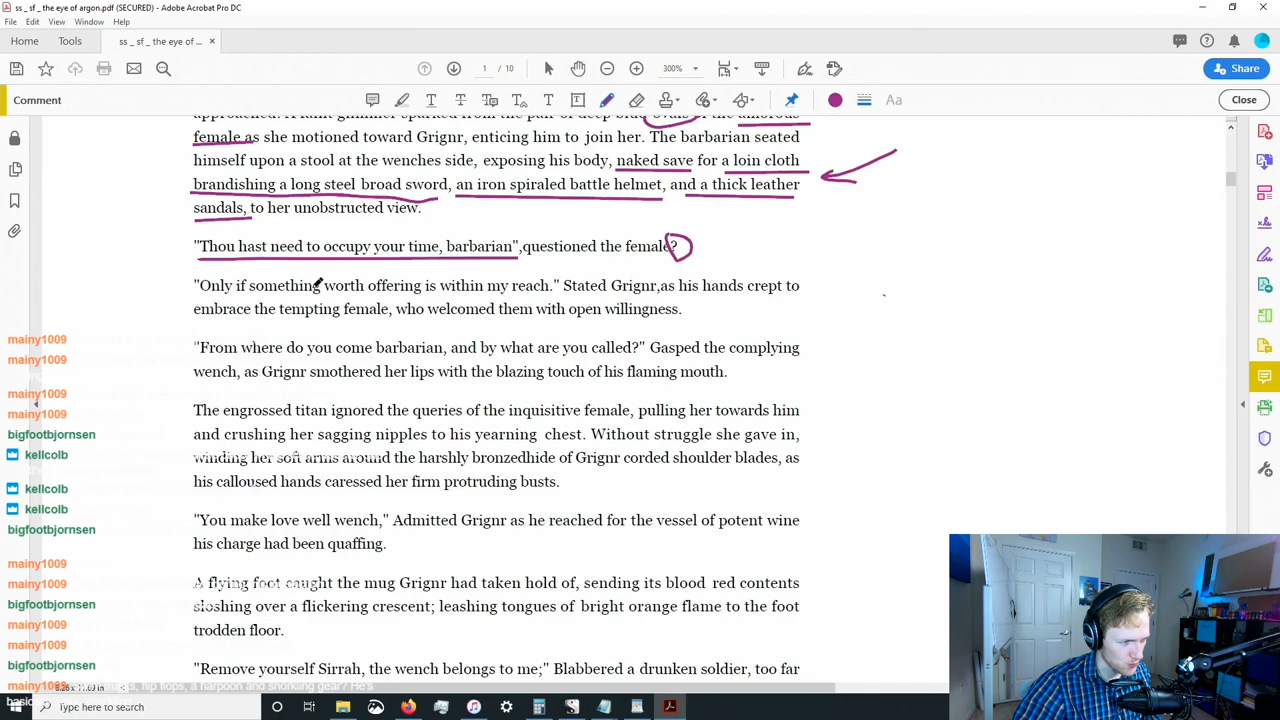 ss _ sf _ the eye of argon.pdf (SECURED) - Adobe Acrobat Pro DC
File Edit View Window Help
Home Tools ss _ sf _ the eye of ... ×
1 / 10 300% Share
Comment Aa Close
female as she motioned toward Grignr, enticing him to join her. The barbarian seated
himself upon a stool at the wenches side, exposing his body, naked save for a loin cloth
brandishing a long steel broad sword, an iron spiraled battle helmet, and a thick leather
sandals, to her unobstructed view.
"Thou hast need to occupy your time, barbarian",questioned the female?
"Only if something worth offering is within my reach." Stated Grignr,as his hands crept to
embrace the tempting female, who welcomed them with open willingness.
mainy1009
"From where do you come barbarian, and by what are you called?" Gasped the complying
mainy1009
wench, as Grignr smothered her lips with the blazing touch of his flaming mouth.
mainy1009
The engrossed titan ignored the queries of the inquisitive female, pulling her towards him
mainy1009
bigfootbjornsen
and crushing her sagging nipples to his yearning chest. Without struggle she gave in,
kellcolb
winding her soft arms around the harshly bronzedhide of Grignr corded shoulder blades, as
his calloused hands caressed her firm protruding busts.
kellcolb
kellcolb
"You make love well wench," Admitted Grignr as he reached for the vessel of potent wine
bigfootbjornsen
his charge had been quaffing.
mainy1009
A flying foot caught the mug Grignr had taken hold of, sending its blood red contents
mainy1009
bigfootbjornsen
sloshing over a flickering crescent; leashing tongues of bright orange flame to the foot
mainy1009
trodden floor.
mainy1009
bigfootbjornsen
"Remove yourself Sirrah, the wench belongs to me;" Blabbered a drunken soldier, too far
mainy1009 flip flops, a harpoon and snorkling gear? He's
Type here to search